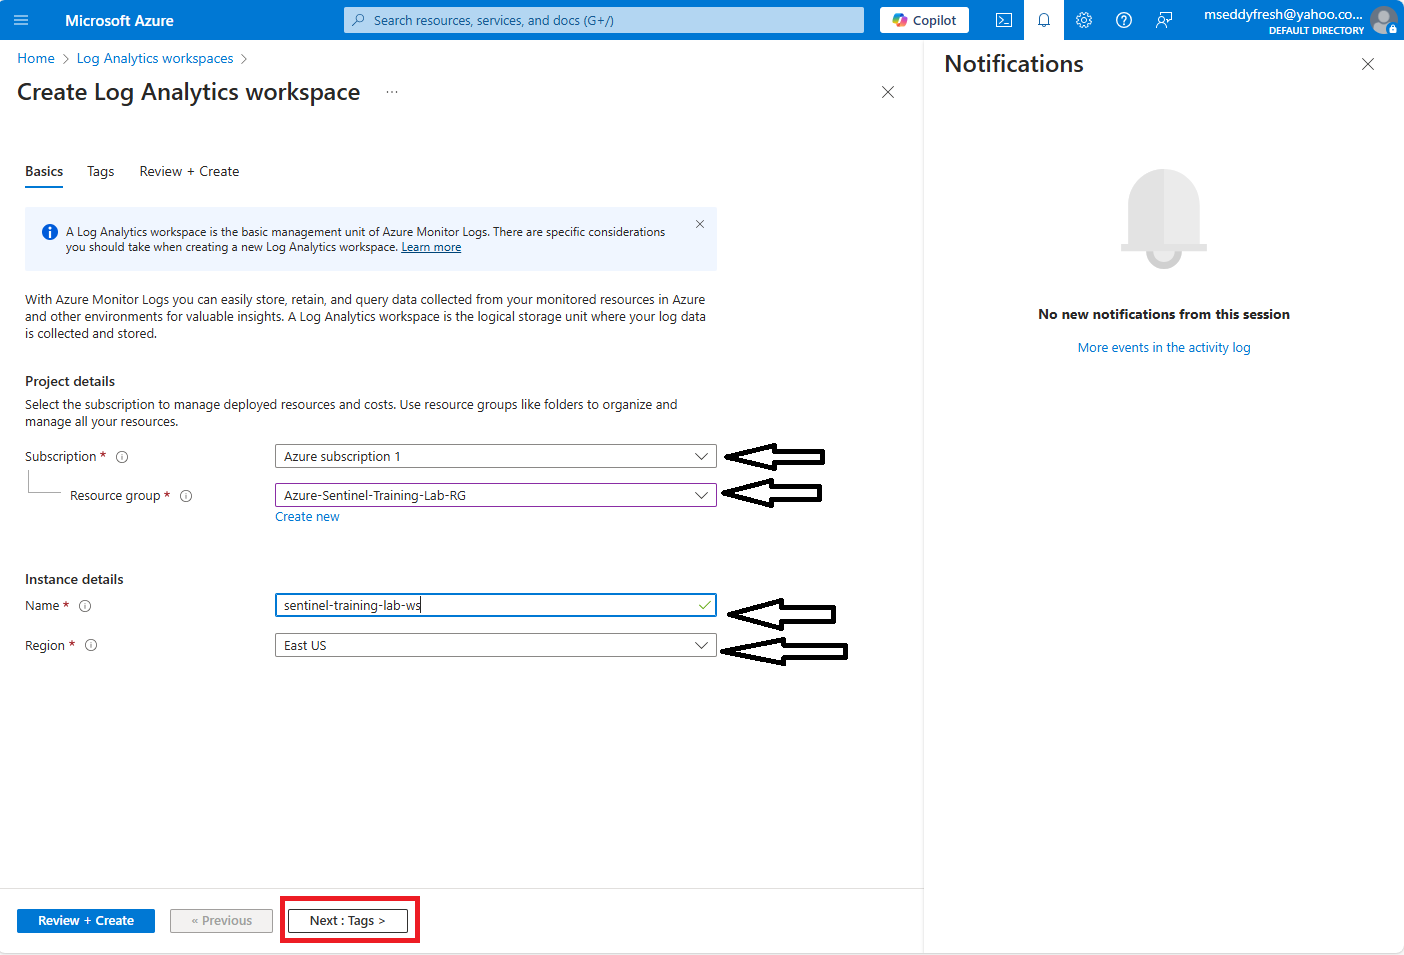 Microsoft Azure
Search resources, services, and docs (G+/)
Copilot
mseddyfresh@yahoo.co...
DEFAULT DIRECTORY
Home > Log Analytics workspaces >
Create Log Analytics workspace ...
Basics Tags Review + Create
A Log Analytics workspace is the basic management unit of Azure Monitor Logs. There are specific considerations
you should take when creating a new Log Analytics workspace. Learn more
With Azure Monitor Logs you can easily store, retain, and query data collected from your monitored resources in Azure
and other environments for valuable insights. A Log Analytics workspace is the logical storage unit where your log data
is collected and stored.
Project details
Select the subscription to manage deployed resources and costs. Use resource groups like folders to organize and
manage all your resources.
Subscription * Azure subscription 1
Resource group * Azure-Sentinel-Training-Lab-RG
Create new
Instance details
Name * sentinel-training-lab-ws
Region * East US
Review + Create
« Previous
Next : Tags >
Notifications
No new notifications from this session
More events in the activity log